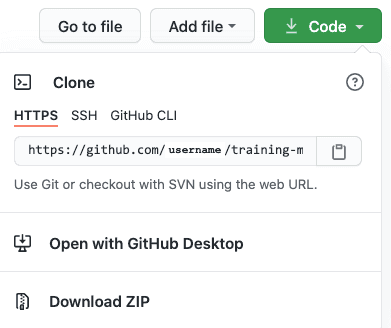 Go to file Add file Code
Clone
HTTPS SSH GitHub CLI
https://github.com/username/training-m
Use Git or checkout with SVN using the web URL.
Open with GitHub Desktop
Download ZIP